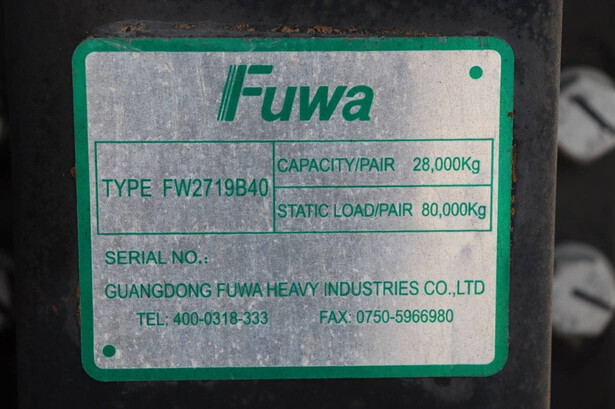 Fuwa
TYPE FW2719B40
CAPACITY/PAIR 28,000Kg
STATIC LOAD/PAIR 80,000Kg
SERIAL NO.:
GUANGDONG FUWA HEAVY INDUSTRIES CO.,LTD
TEL: 400-0318-333 FAX: 0750-5966980